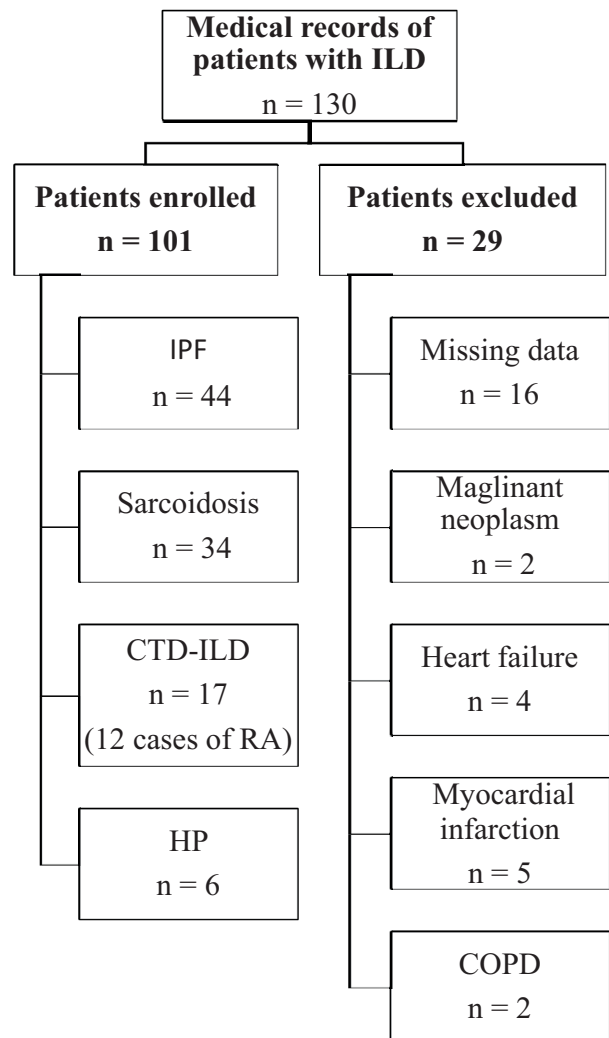 Medical records of
patients with ILD
n = 130
Patients enrolled
n = 101
IPF
n = 44
Sarcoidosis
n = 34
CTD-ILD
n = 17
(12 cases of RA)
HP
n = 6
Patients excluded
n = 29
Missing data
n = 16
Maglinant
neoplasm
n = 2
Heart failure
n = 4
Myocardial
infarction
n = 5
COPD
n = 2